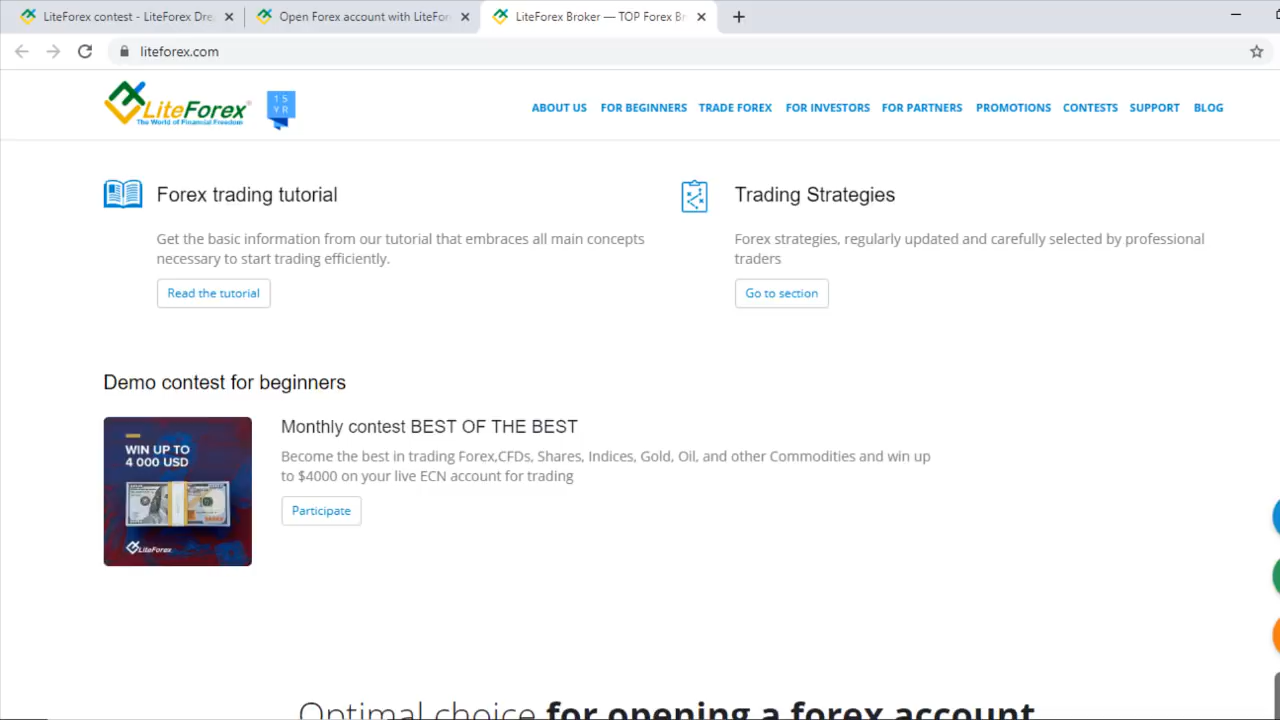 LiteForex contest - LiteForex Dre
Open Forex account with LiteFor
LiteForex Broker — TOP Forex Br
liteforex.com
LiteForex
The World of Financial Freedom
15
YR
ABOUT US FOR BEGINNERS TRADE FOREX FOR INVESTORS FOR PARTNERS PROMOTIONS CONTESTS SUPPORT BLOG
Forex trading tutorial
Get the basic information from our tutorial that embraces all main concepts
necessary to start trading efficiently.
Read the tutorial
Trading Strategies
Forex strategies, regularly updated and carefully selected by professional
traders
Go to section
Demo contest for beginners
WIN UP TO
4 000 USD
LiteForex
Monthly contest BEST OF THE BEST
Become the best in trading Forex,CFDs, Shares, Indices, Gold, Oil, and other Commodities and win up
to $4000 on your live ECN account for trading
Participate
Optimal choice for opening a forex account